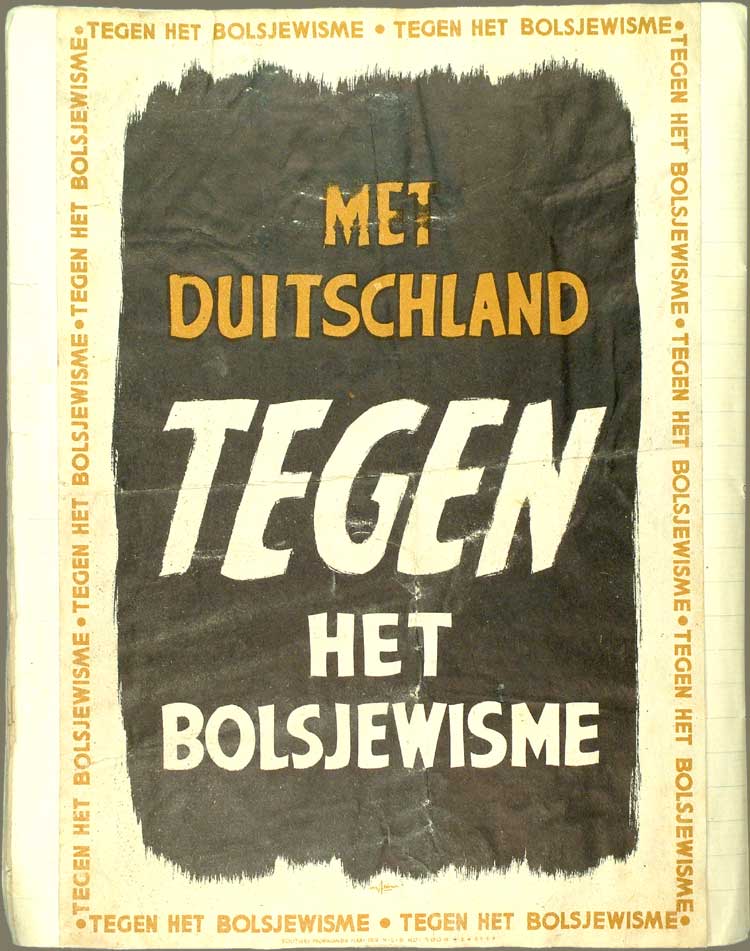 •TEGEN HET BOLSJEWISME • TEGEN HET BOLSJEWISME•
TEGEN HET BOLSJEWISME • TEGEN HET BOLSJEWISME • TEGEN HET BOLSJEWISME•
TEGEN HET BOLSJEWISME • TEGEN HET BOLSJEWISME • TEGEN HET BOLSJEWISME•
MET
DUITSCHLAND
TEGEN
HET
BOLSJEWISME
•TEGEN HET BOLSJEWISME • TEGEN HET BOLSJEWISME•